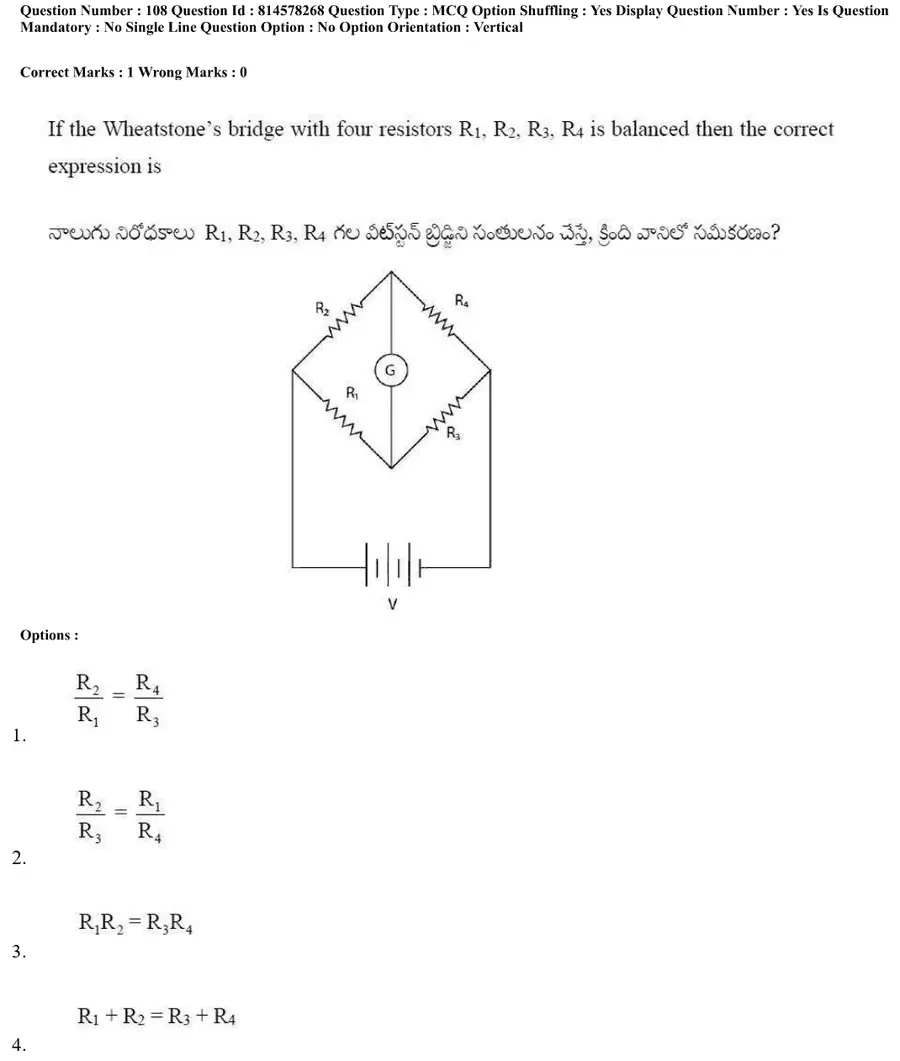 Question Number : 108 Question Id : 814578268 Question Type : MCQ Option Shuffling : Yes Display Question Number : Yes Is Question
Mandatory : No Single Line Question Option : No Option Orientation : Vertical
Correct Marks : 1 Wrong Marks : 0
If the Wheatstone's bridge with four resistors R1, R2, R3, R4 is balanced then the correct
expression is
నాలుగు నిరోధకాలు R1, R2, R3, R4 గల వీట్‌స్టన్ బ్రిడ్జిని సంతులనం చేస్తే, క్రింది వానిలో సమీకరణం?
R2
R4
G
R1
R3
V
Options :
1. R2/R1 = R4/R3
2. R2/R3 = R1/R4
3. R1R2 = R3R4
4. R1 + R2 = R3 + R4